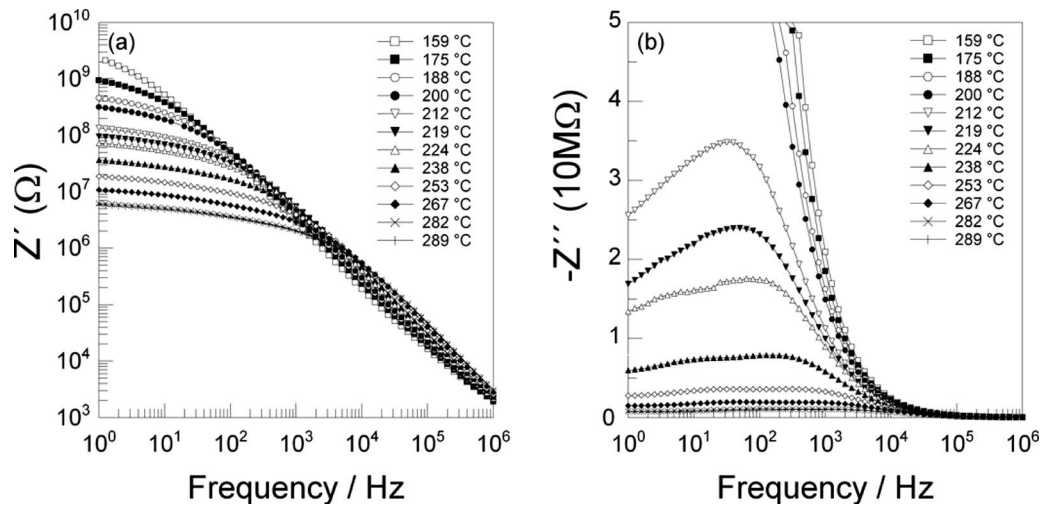 (a)
10^10
10^9
10^8
10^7
10^6
10^5
10^4
10^3
Z′ (Ω)
159 °C
175 °C
188 °C
200 °C
212 °C
219 °C
224 °C
238 °C
253 °C
267 °C
282 °C
289 °C
10^0 10^1 10^2 10^3 10^4 10^5 10^6
Frequency / Hz
(b)
5
4
3
2
1
0
-Z′′ (10MΩ)
159 °C
175 °C
188 °C
200 °C
212 °C
219 °C
224 °C
238 °C
253 °C
267 °C
282 °C
289 °C
10^0 10^1 10^2 10^3 10^4 10^5 10^6
Frequency / Hz